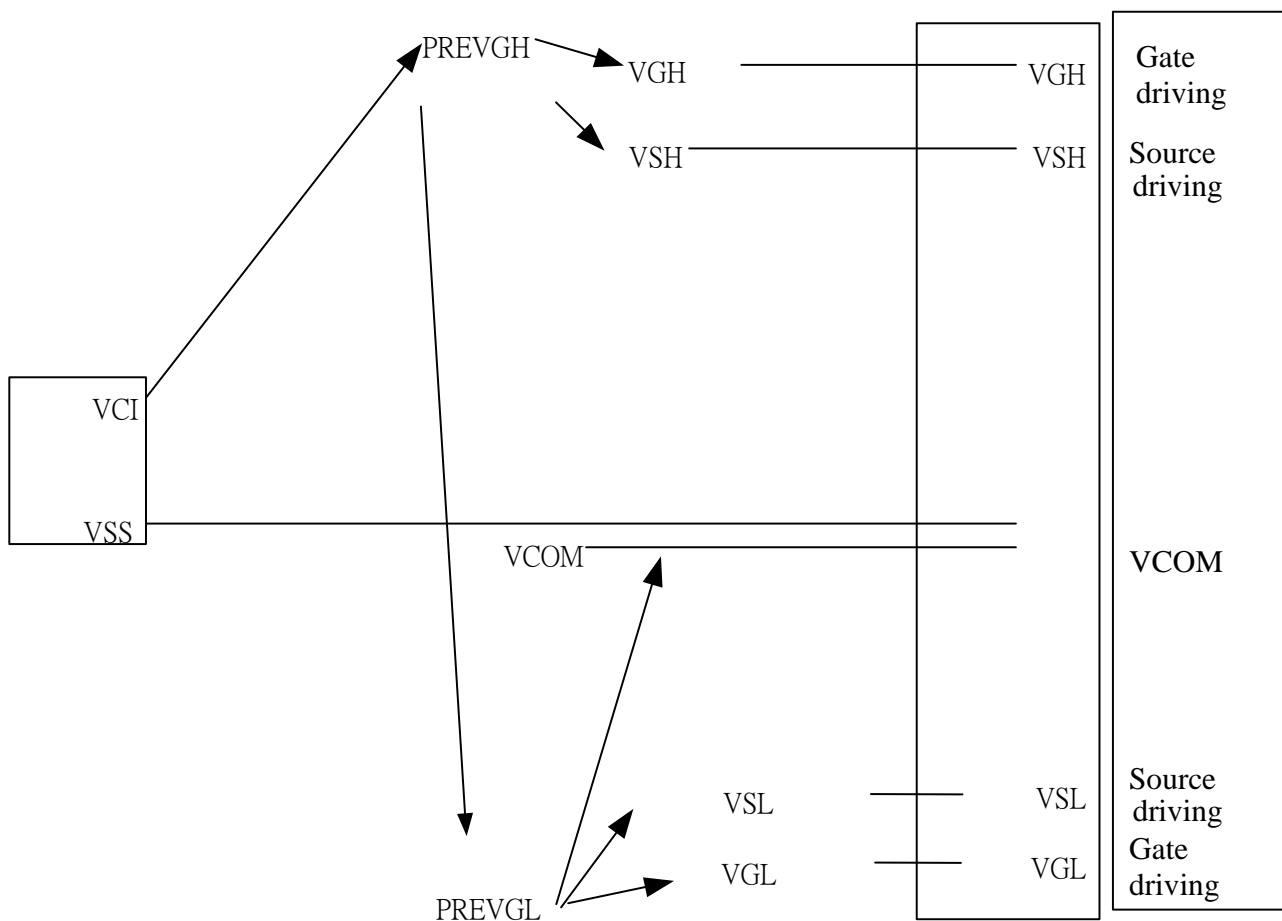 PREVGH
VGH
VGH
Gate
driving
VSH
VSH
Source
driving
VCI
VSS
VCOM
VCOM
VSL
VSL
Source
driving
VGL
VGL
Gate
driving
PREVGL